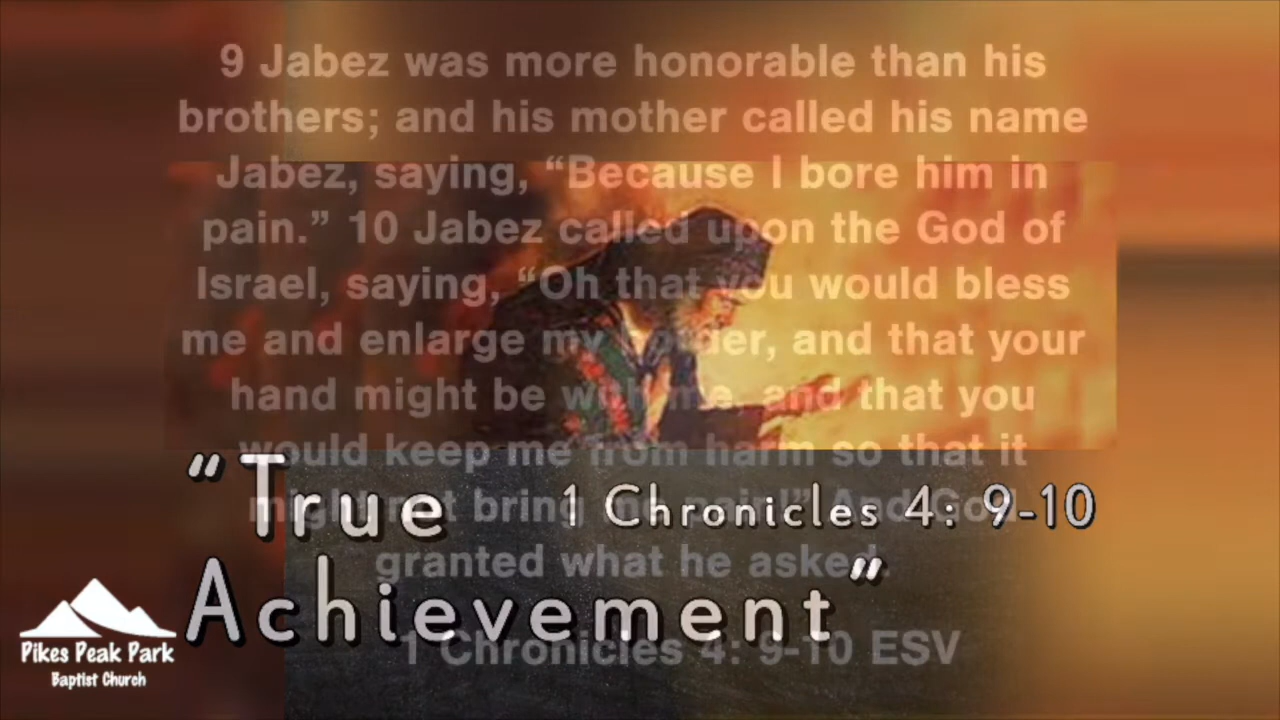 9 Jabez was more honorable than his
brothers; and his mother called his name
Jabez, saying, “Because I bore him in
pain.” 10 Jabez called upon the God of
Israel, saying, “Oh that you would bless
me and enlarge my border, and that your
hand might be with me, and that you
would keep me from harm so that it
might not bring me pain!” And God
granted what he asked.
1 Chronicles 4: 9-10 ESV
“True
Achievement”
1 Chronicles 4: 9-10
Pikes Peak Park
Baptist Church